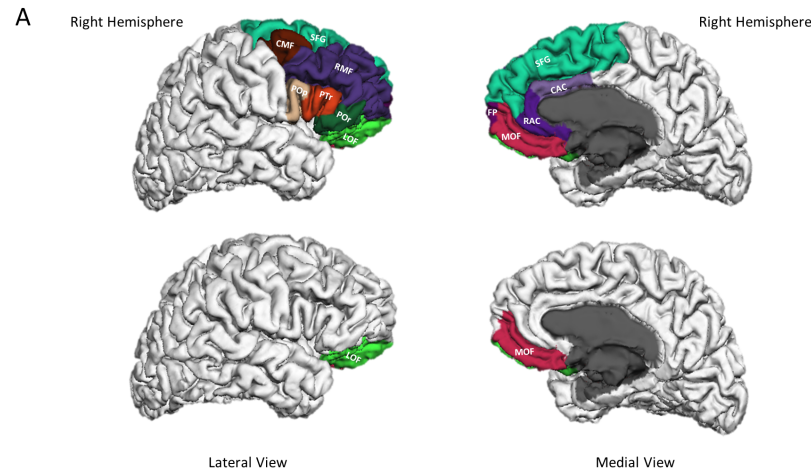 A
Right Hemisphere
Right Hemisphere
SFG
CMF
RMF
POp
PTr
POr
LOF
SFG
CAC
FP
RAC
MOF
LOF
MOF
Lateral View
Medial View